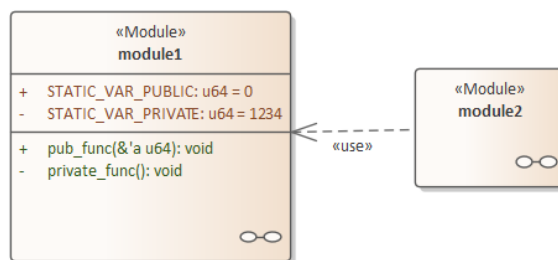 «Module»
module1
+ STATIC_VAR_PUBLIC: u64 = 0
- STATIC_VAR_PRIVATE: u64 = 1234
+ pub_func(&'a u64): void
- private_func(): void
«use»
«Module»
module2